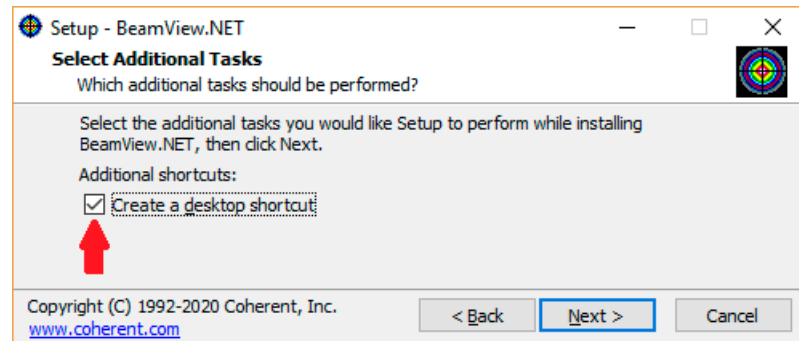 Setup - BeamView.NET
Select Additional Tasks
Which additional tasks should be performed?
Select the additional tasks you would like Setup to perform while installing
BeamView.NET, then click Next.
Additional shortcuts:
Create a desktop shortcut
Copyright (C) 1992-2020 Coherent, Inc.
www.coherent.com
< Back
Next >
Cancel